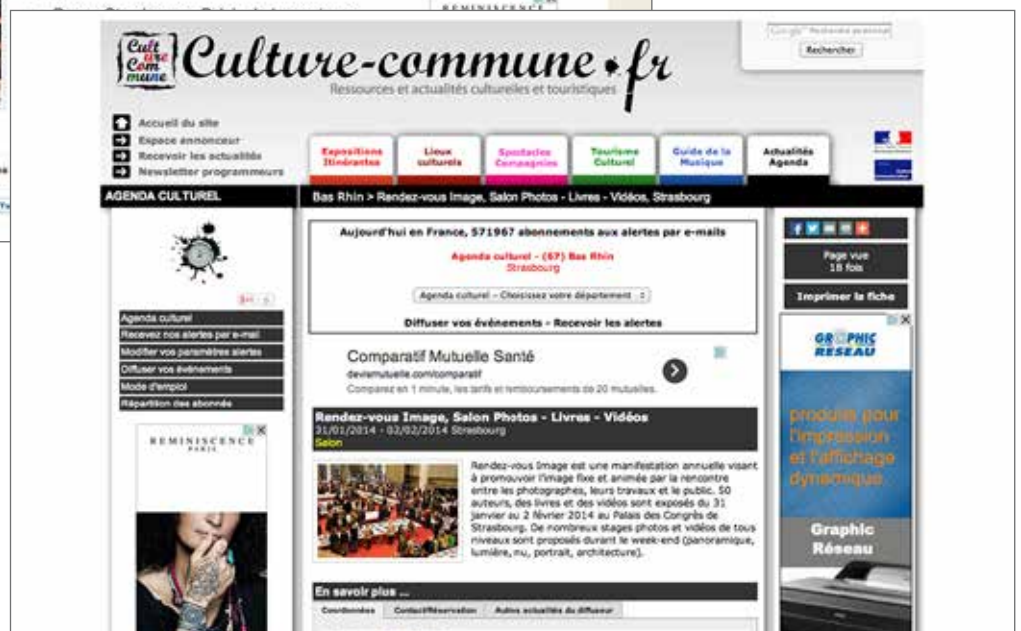 REMINISCENCE
Cult
ure
Com
mune
Culture-commune.fr
Ressources et actualités culturelles et touristiques
Rechercher
Accueil du site
Espace annonceur
Recevoir les actualités
Newsletter programmeurs
Expositions
Itinérantes
Lieux
culturels
Spectacles
Compagnies
Tourisme
Culturel
Guide de la
Musique
Actualités
Agenda
AGENDA CULTUREL
Bas Rhin > Rendez-vous Image, Salon Photos - Livres - Vidéos, Strasbourg
Aujourd'hui en France, 571967 abonnements aux alertes par e-mails
Agenda culturel - (67) Bas Rhin
Strasbourg
Agenda culturel - Choisissez votre département
Diffuser vos événements - Recevoir les alertes
Page vue
18 fois
Imprimer la fiche
Agenda culturel
Recevez nos alertes par e-mail
Modifier vos paramètres alertes
Diffuser vos événements
Mode d'emploi
Répartition des abonnés
Comparatif Mutuelle Santé
devismutuelle.com/comparatif
Comparez en 1 minute, les tarifs et remboursements de 20 mutuelles.
REMINISCENCE
PARIS
Rendez-vous Image, Salon Photos - Livres - Vidéos
31/01/2014 - 02/02/2014 Strasbourg
Salon
Rendez-vous Image est une manifestation annuelle visant
à promouvoir l'image fixe et animée par la rencontre
entre les photographes, leurs travaux et le public. 50
auteurs, des livres et des vidéos sont exposés du 31
janvier au 2 février 2014 au Palais des Congrès de
Strasbourg. De nombreux stages photos et vidéos de tous
niveaux sont proposés durant le week-end (panoramique,
lumière, nu, portrait, architecture).
En savoir plus ...
Coordonnées
Contact/Réservation
Autres actualités du diffuseur
GRAPHIC
RESEAU
produits pour
l'impression
et l'affichage
dynamique.
Graphic
Réseau